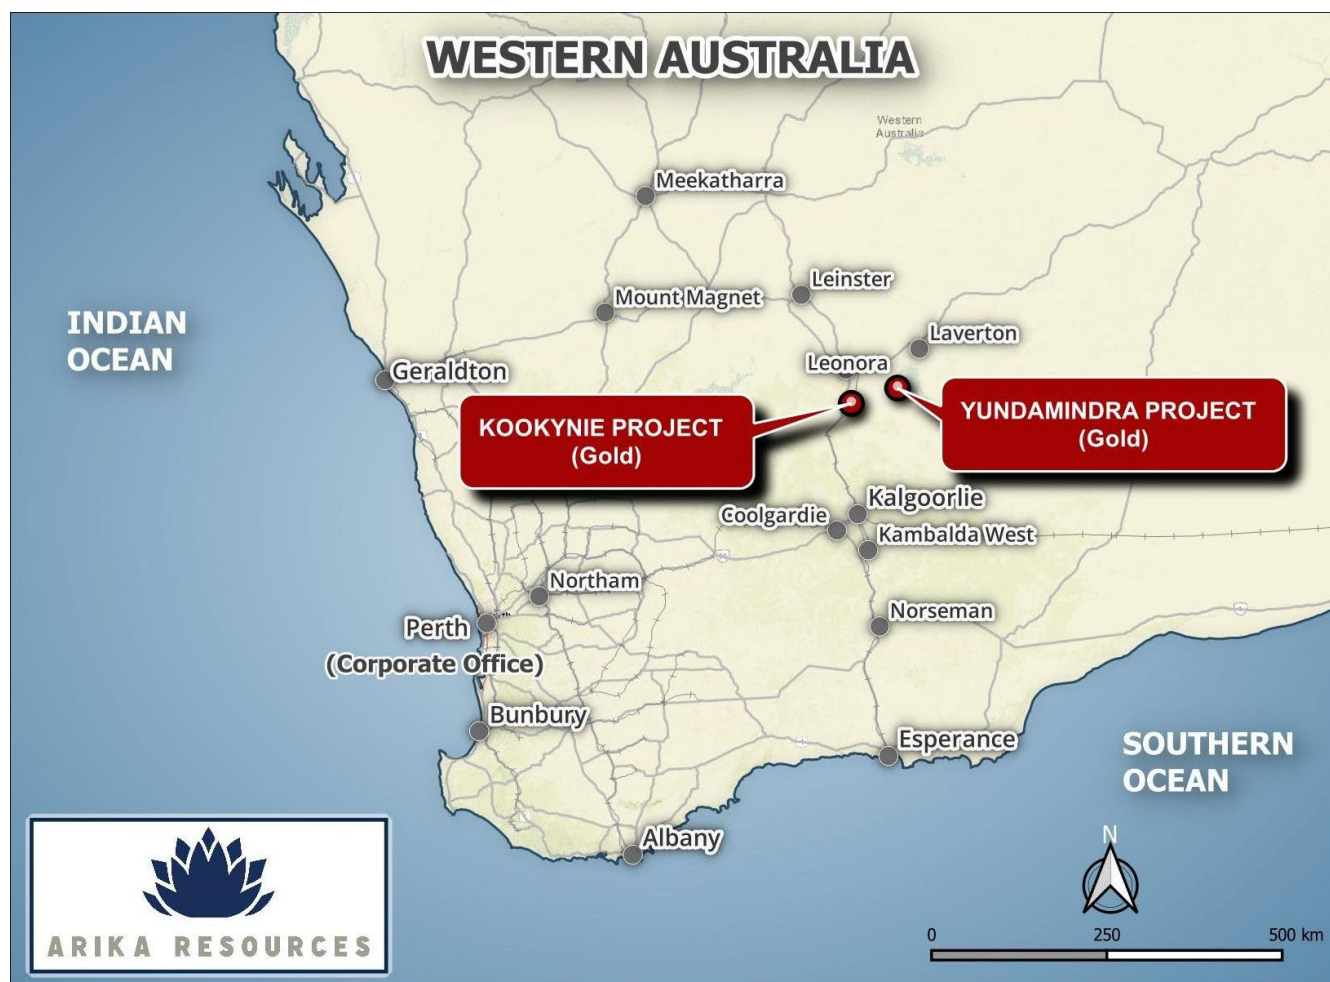 WESTERN AUSTRALIA
Western
Australia
Meekatharra
Leinster
Mount Magnet
INDIAN
OCEAN
Laverton
Leonora
Geraldton
KOOKYNIE PROJECT
(Gold)
YUNDAMINDRA PROJECT
(Gold)
Kalgoorlie
Coolgardie
Kambalda West
Northam
Norseman
Perth
(Corporate Office)
Bunbury
Esperance
SOUTHERN
OCEAN
Albany
N
0 250 500 km
ARIKA RESOURCES